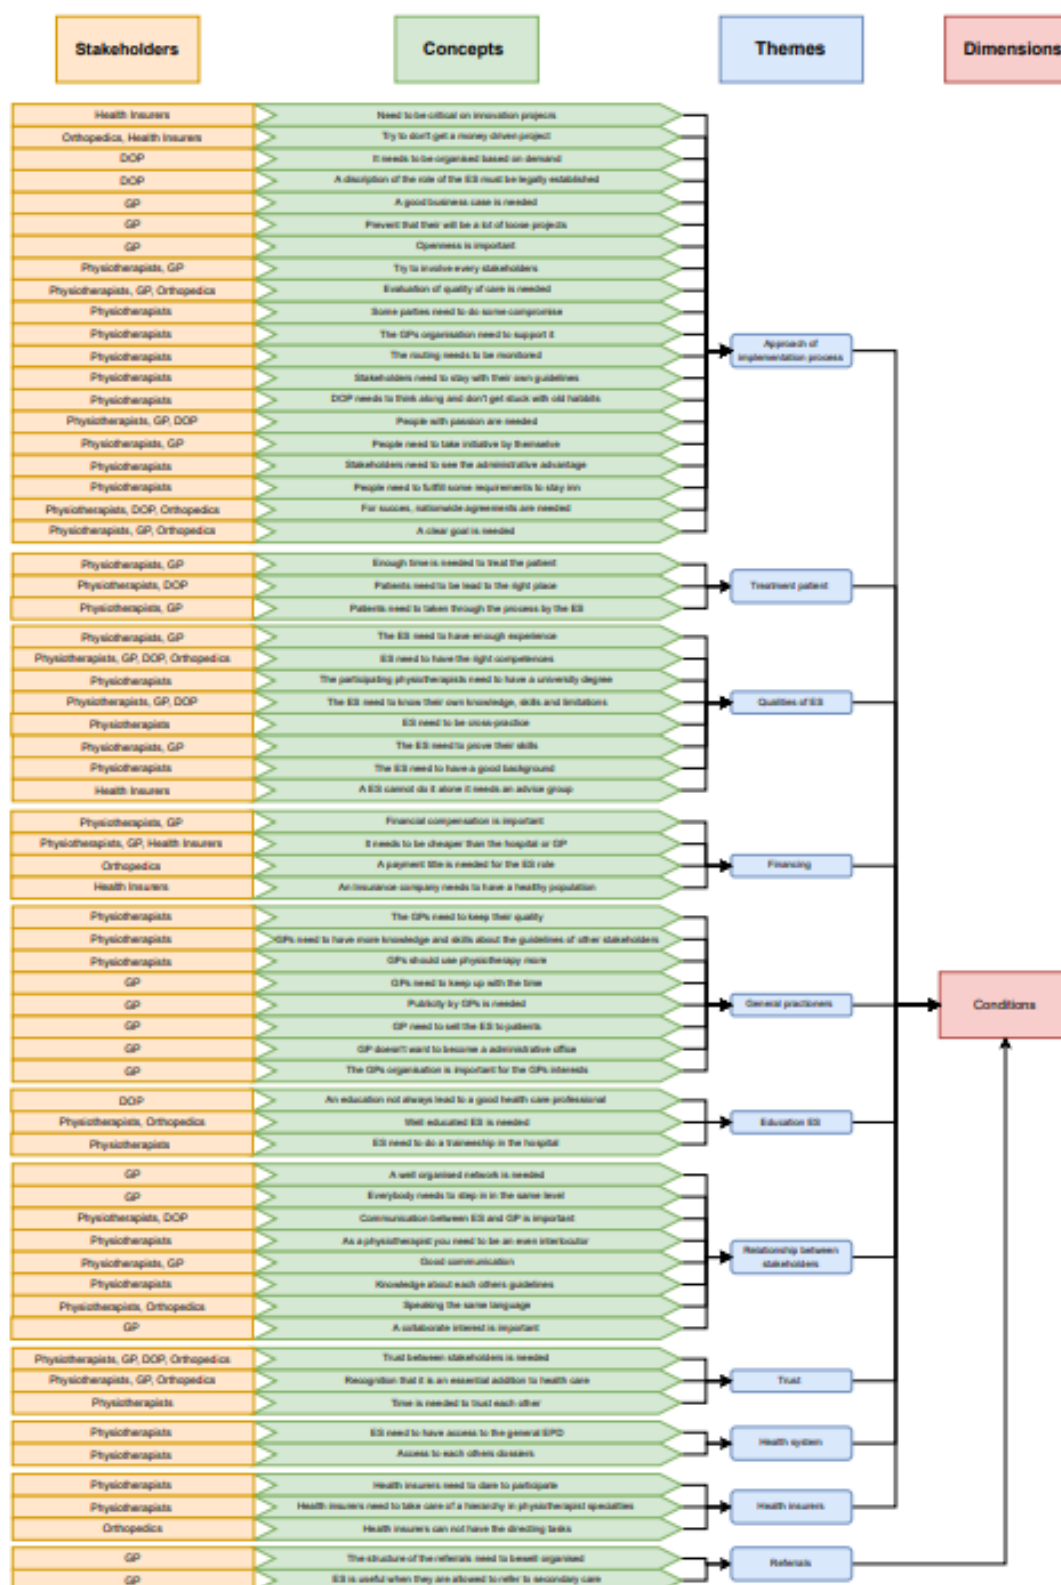 Stakeholders Concepts Themes Dimensions
Health Insurers Need to be critical on innovation projects
Orthopedics, Health Insurers Try to don't get a money driven project
DOP It needs to be organised based on demand
DOP A discription of the role of the ES must be legally established
GP A good business case is needed
GP Prevent that their will be a lot of loose projects
GP Openness is important
Physiotherapists, GP Try to involve every stakeholders
Physiotherapists, GP, Orthopedics Evaluation of quality of care is needed
Physiotherapists Some parties need to do some compromise
Physiotherapists The GPs organisation need to support it
Physiotherapists The routing needs to be monitored
Approach of
implementation process
Physiotherapists Stakeholders need to stay with their own guidelines
Physiotherapists DOP needs to think along and don't get stuck with old habbits
Physiotherapists, GP, DOP People with passion are needed
Physiotherapists, GP People need to take initiative by themselve
Physiotherapists Stakeholders need to see the administrative advantage
Physiotherapists People need to fullfill some requirements to stay inn
Physiotherapists, DOP, Orthopedics For succes, nationwide agreements are needed
Physiotherapists, GP, Orthopedics A clear goal is needed
Physiotherapists, GP Enough time is needed to treat the patient
Physiotherapists, DOP Patients need to be lead to the right place Treatment patient
Physiotherapists, GP Patients need to taken through the process by the ES
Physiotherapists, GP The ES need to have enough experience
Physiotherapists, GP, DOP, Orthopedics ES need to have the right competences
Physiotherapists The participating physiotherapists need to have a university degree
Physiotherapists, GP, DOP The ES need to know their own knowledge, skills and limitations Qualities of ES
Physiotherapists ES need to be cross-practice
Physiotherapists, GP The ES need to prove their skills
Physiotherapists The ES need to have a good background
Health Insurers A ES cannot do it alone it needs an advice group
Physiotherapists, GP Financial compensation is important
Physiotherapists, GP, Health Insurers It needs to be cheaper than the hospital or GP
Orthopedics A payment title is needed for the ES role Financing
Health Insurers An Insurance company needs to have a healthy population
Physiotherapists The GPs need to keep their quality
Physiotherapists GPs need to have more knowledge and skills about the guidelines of other stakeholders
Physiotherapists GPs should use physiotherapy more
GP GPs need to keep up with the time
GP Publicity by GPs is needed General practioners Conditions
GP GP need to sell the ES to patients
GP GP doesn't want to become a administrative office
GP The GPs organisation is important for the GPs interests
DOP An education not always lead to a good health care professional
Physiotherapists, Orthopedics Well educated ES is needed Education ES
Physiotherapists ES need to do a traineeship in the hospital
GP A well organised network is needed
GP Everybody needs to step in in the same level
Physiotherapists, DOP Communication between ES and GP is important
Physiotherapists As a physiotherapist you need to be an even interlocutor
Physiotherapists, GP Good communication
Relationship between
stakeholders
Physiotherapists Knowledge about each others guidelines
Physiotherapists, Orthopedics Speaking the same language
GP A collaborate interest is important
Physiotherapists, GP, DOP, Orthopedics Trust between stakeholders is needed
Physiotherapists, GP, Orthopedics Recognition that it is an essential addition to health care Trust
Physiotherapists Time is needed to trust each other
Physiotherapists ES need to have access to the general EPD
Physiotherapists Access to each others dossiers
Health system
Physiotherapists Health insurers need to dare to participate
Physiotherapists Health insurers need to take care of a hierarchy in physiotherapist specialties Health insurers
Orthopedics Health insurers can not have the directing tasks
GP The structure of the referrals need to bewell organised
Referrals
GP ES is useful when they are allowed to refer to secondary care